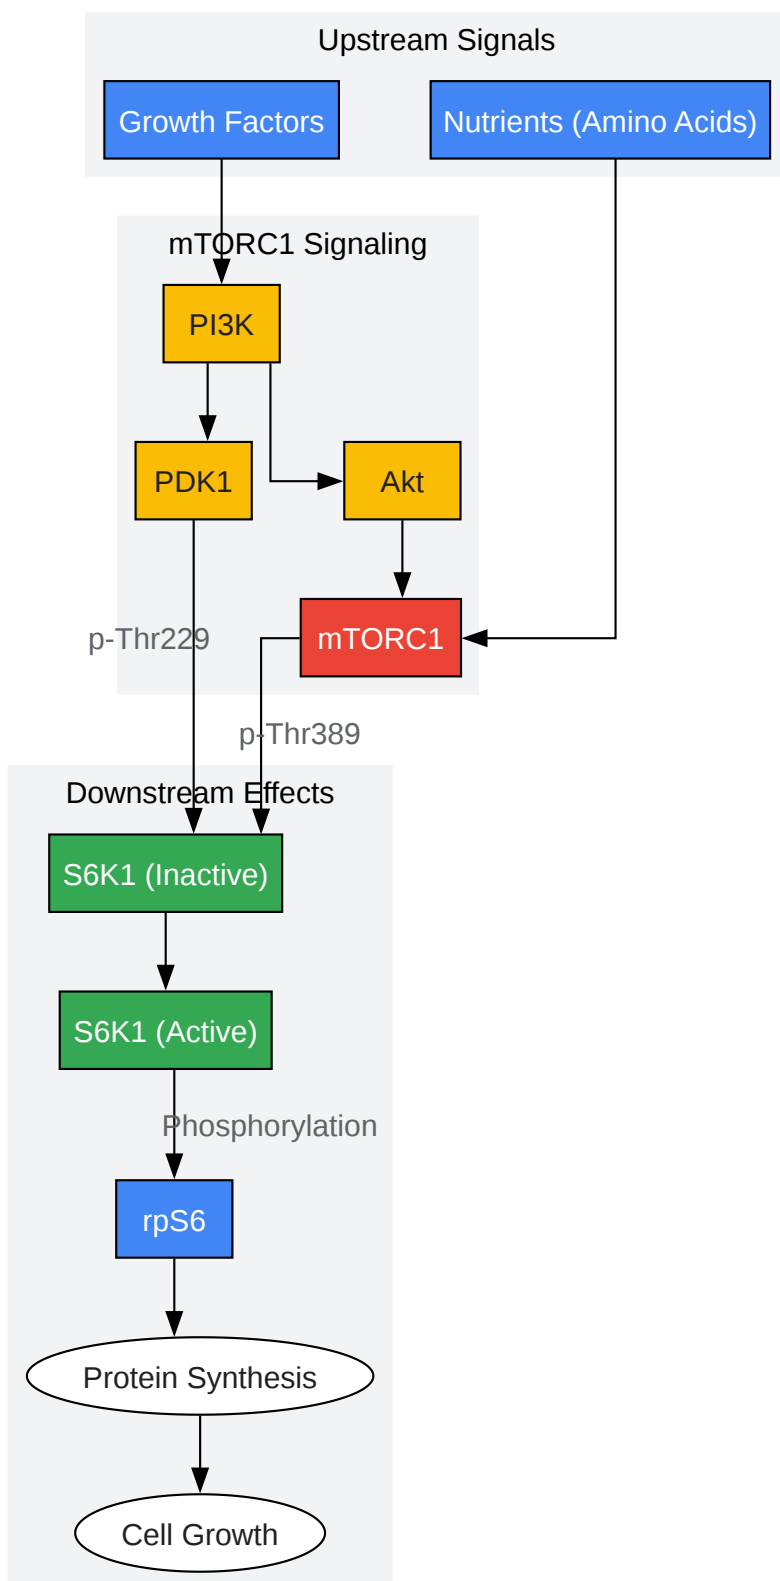 Upstream Signals
Growth Factors
Nutrients (Amino Acids)
mTORC1 Signaling
PI3K
PDK1
Akt
p-Thr229
mTORC1
p-Thr389
Downstream Effects
S6K1 (Inactive)
S6K1 (Active)
Phosphorylation
rpS6
Protein Synthesis
Cell Growth